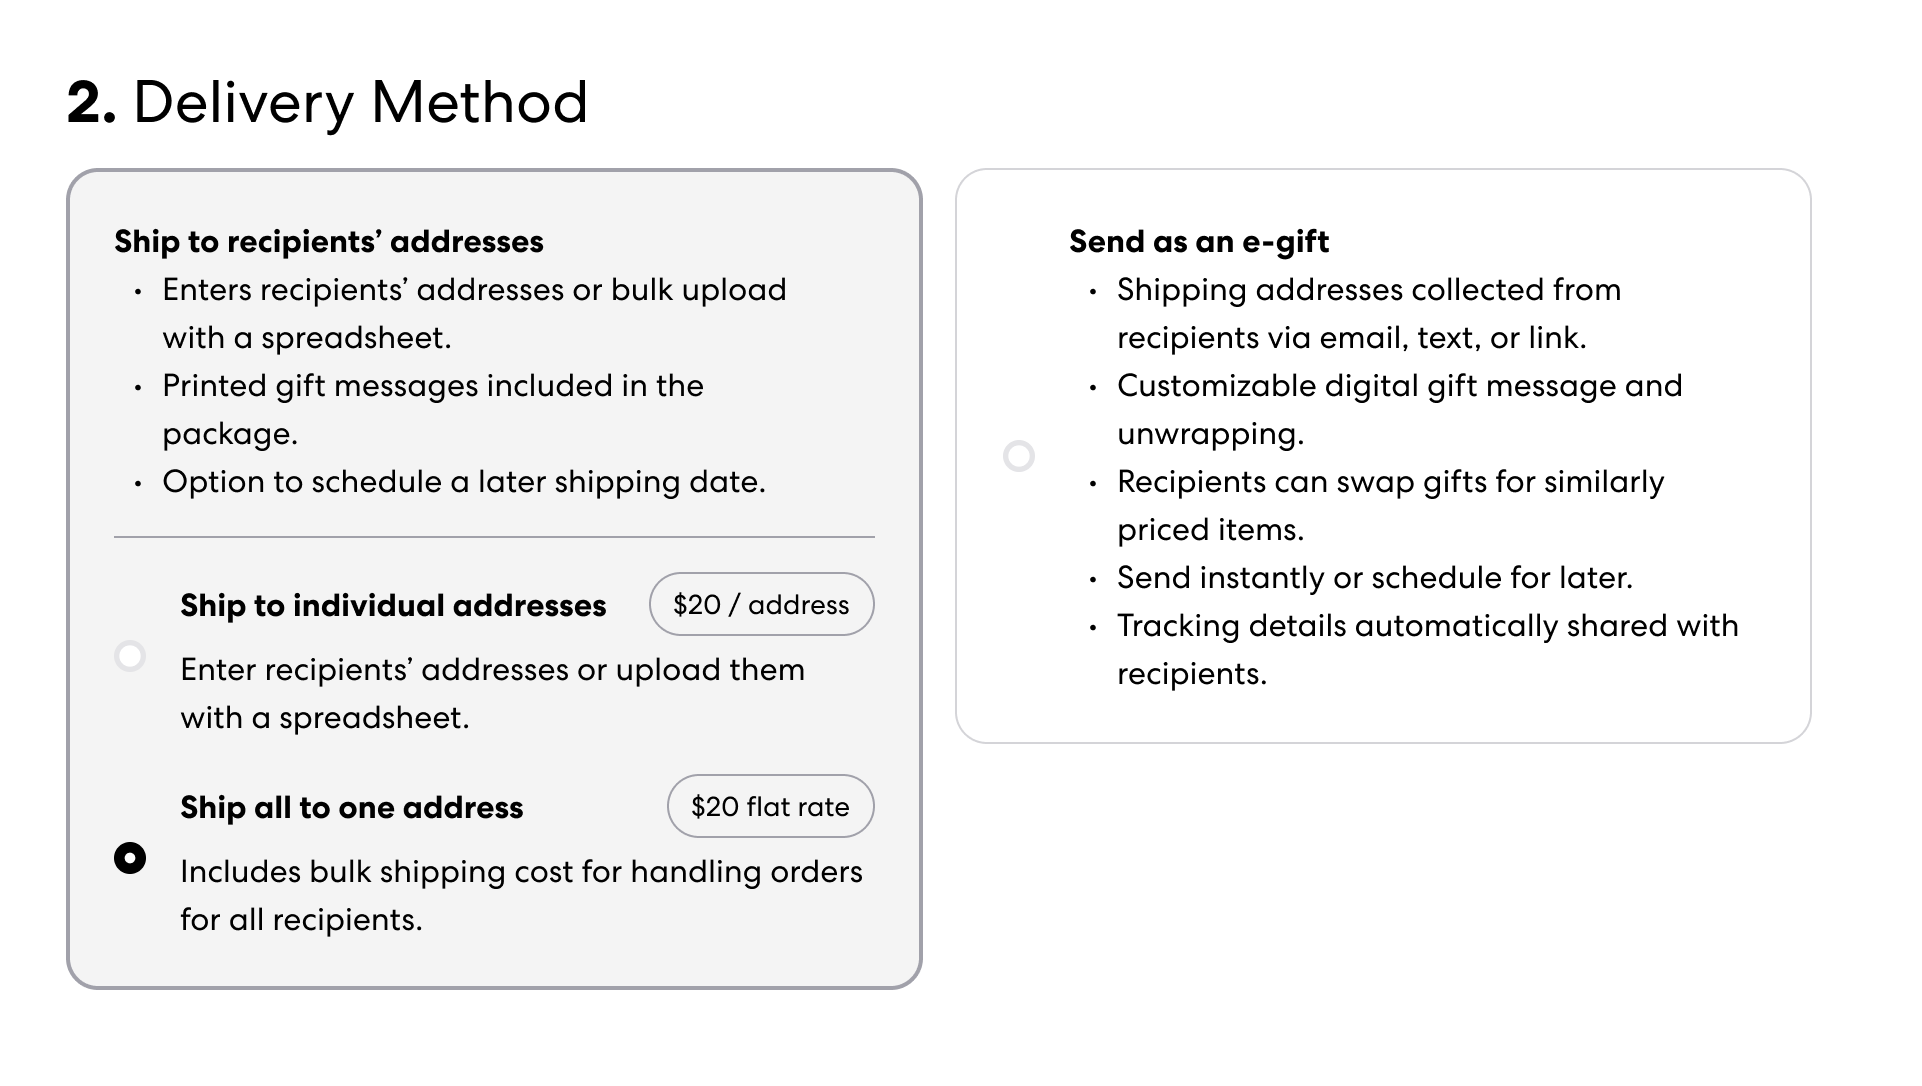 2. Delivery Method
Ship to recipients’ addresses
• Enters recipients’ addresses or bulk upload
with a spreadsheet.
• Printed gift messages included in the
package.
• Option to schedule a later shipping date.
Ship to individual addresses
$20 / address
Enter recipients’ addresses or upload them
with a spreadsheet.
Ship all to one address
$20 flat rate
Includes bulk shipping cost for handling orders
for all recipients.
Send as an e-gift
• Shipping addresses collected from
recipients via email, text, or link.
• Customizable digital gift message and
unwrapping.
• Recipients can swap gifts for similarly
priced items.
• Send instantly or schedule for later.
• Tracking details automatically shared with
recipients.